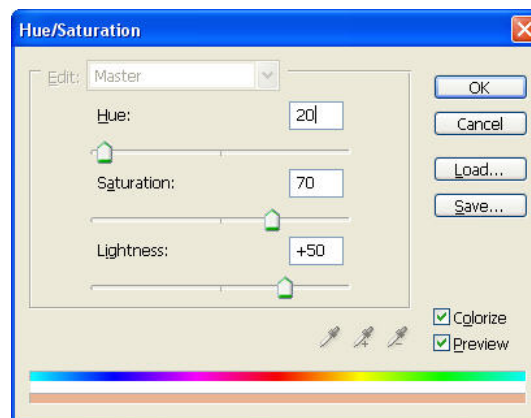 Hue/Saturation
Edit: Master
OK
Hue: 20
Cancel
Load...
Saturation: 70
Save...
Lightness: +50
Colorize
Preview